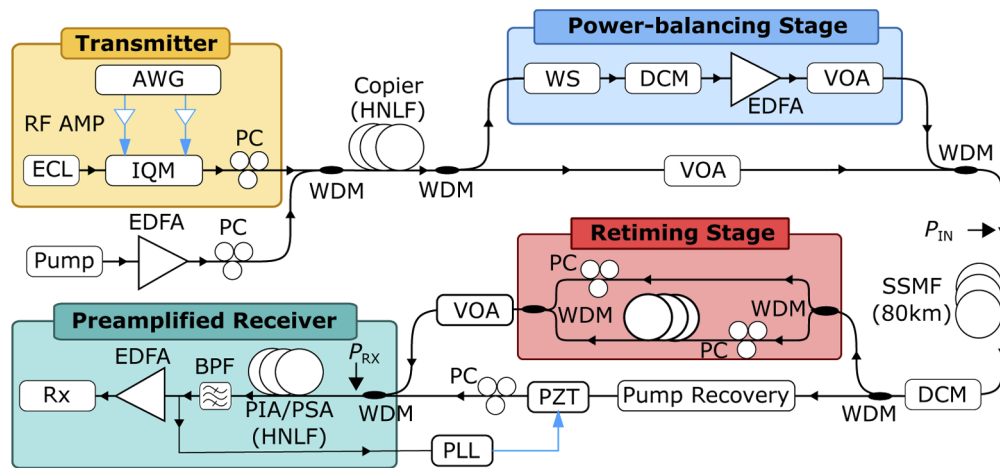 Transmitter
AWG
RF AMP
PC
ECL
IQM
EDFA
PC
Pump
Copier
(HNLF)
WDM
WDM
Power-balancing Stage
WS
DCM
EDFA
VOA
VOA
WDM
P_IN
SSMF
(80km)
DCM
WDM
Retiming Stage
PC
WDM
WDM
PC
VOA
Pump Recovery
PZT
PC
PLL
WDM
P_RX
Preamplified Receiver
EDFA
BPF
Rx
PIA/PSA
(HNLF)